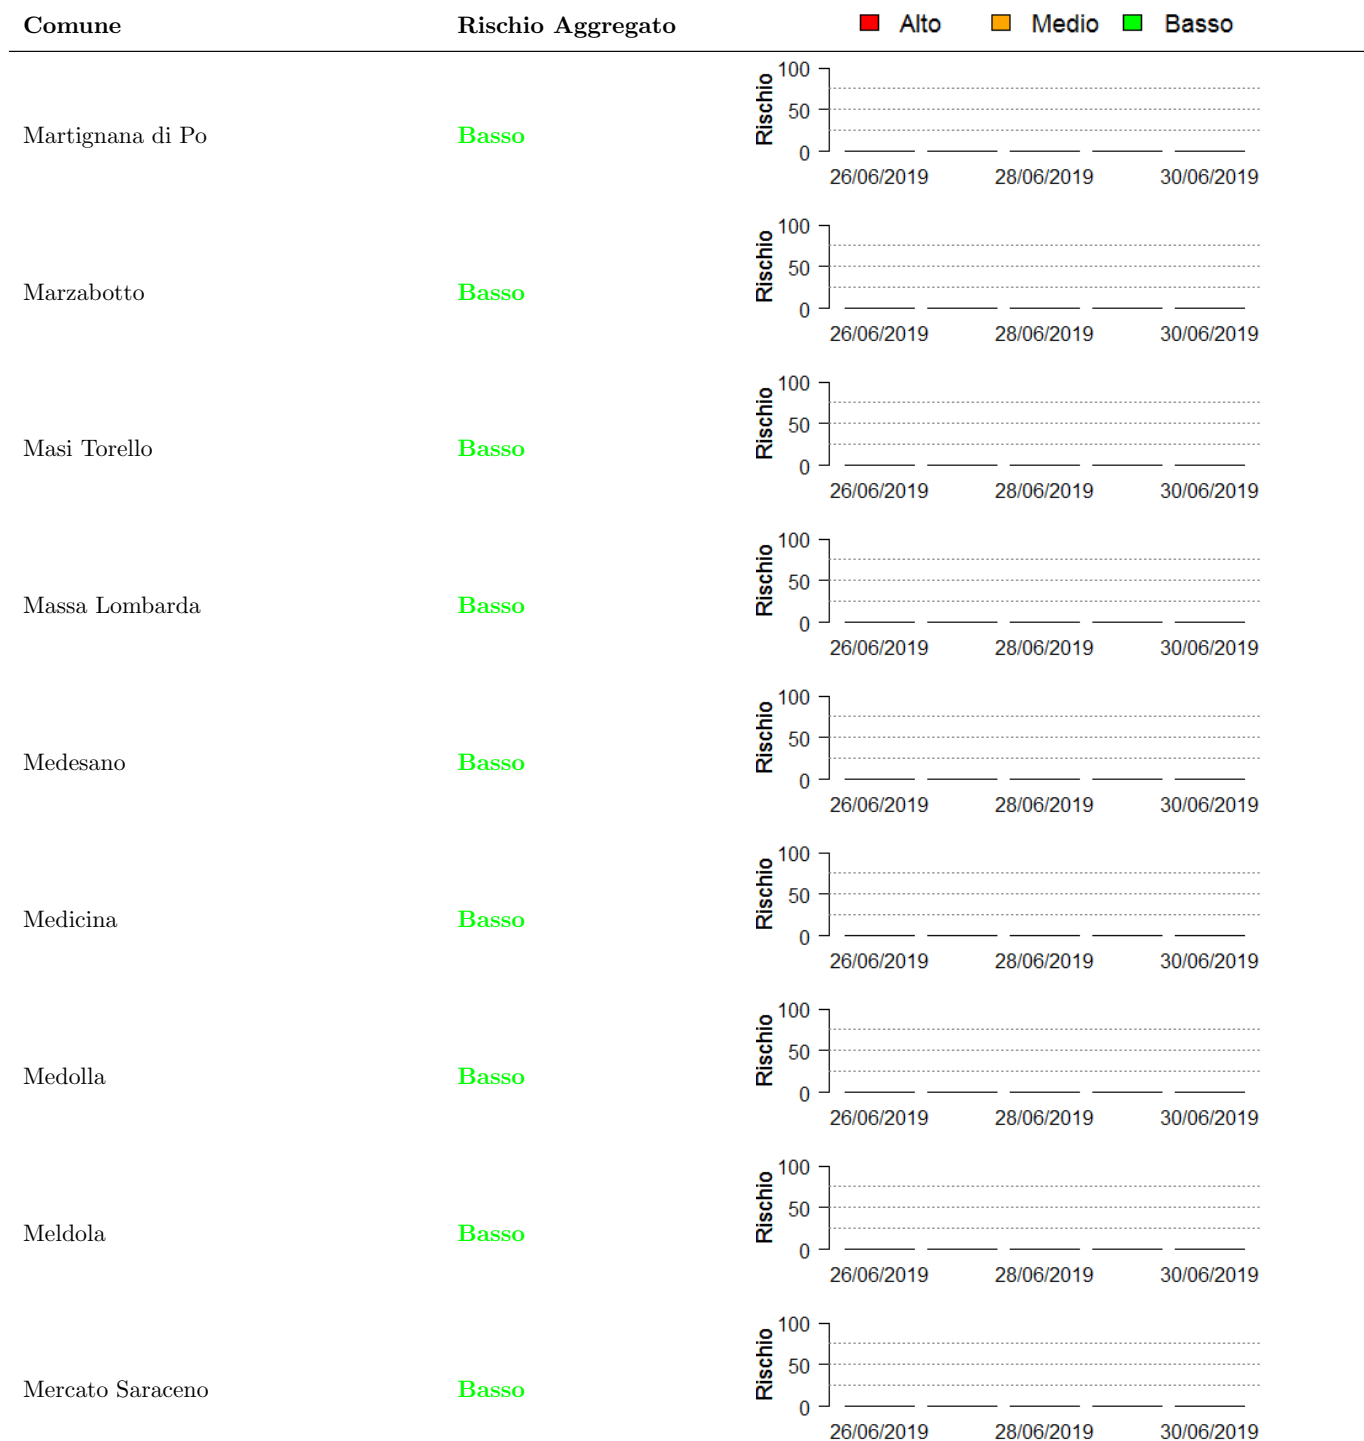 Comune Rischio Aggregato Alto Medio Basso
Martignana di Po Basso Rischio 100 50 0
26/06/2019 28/06/2019 30/06/2019
Marzabotto Basso Rischio 100 50 0
26/06/2019 28/06/2019 30/06/2019
Masi Torello Basso Rischio 100 50 0
26/06/2019 28/06/2019 30/06/2019
Massa Lombarda Basso Rischio 100 50 0
26/06/2019 28/06/2019 30/06/2019
Medesano Basso Rischio 100 50 0
26/06/2019 28/06/2019 30/06/2019
Medicina Basso Rischio 100 50 0
26/06/2019 28/06/2019 30/06/2019
Medolla Basso Rischio 100 50 0
26/06/2019 28/06/2019 30/06/2019
Meldola Basso Rischio 100 50 0
26/06/2019 28/06/2019 30/06/2019
Mercato Saraceno Basso Rischio 100 50 0
26/06/2019 28/06/2019 30/06/2019